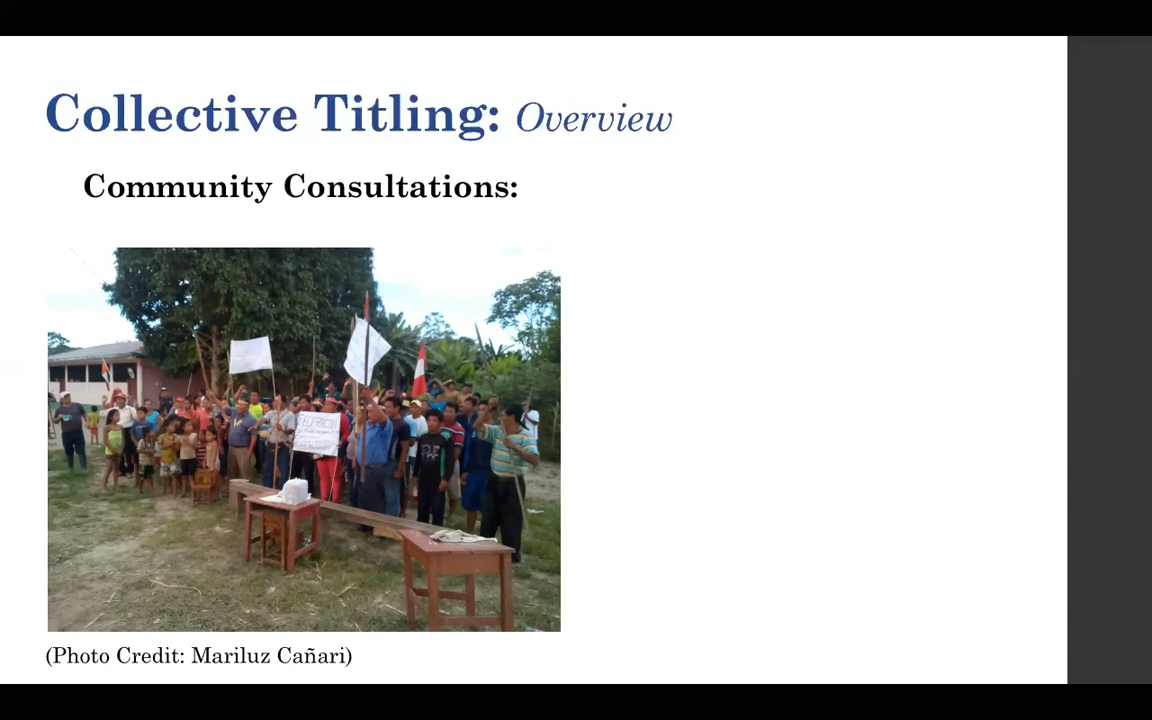 Collective Titling: Overview
Community Consultations:
(Photo Credit: Mariluz Cañari)